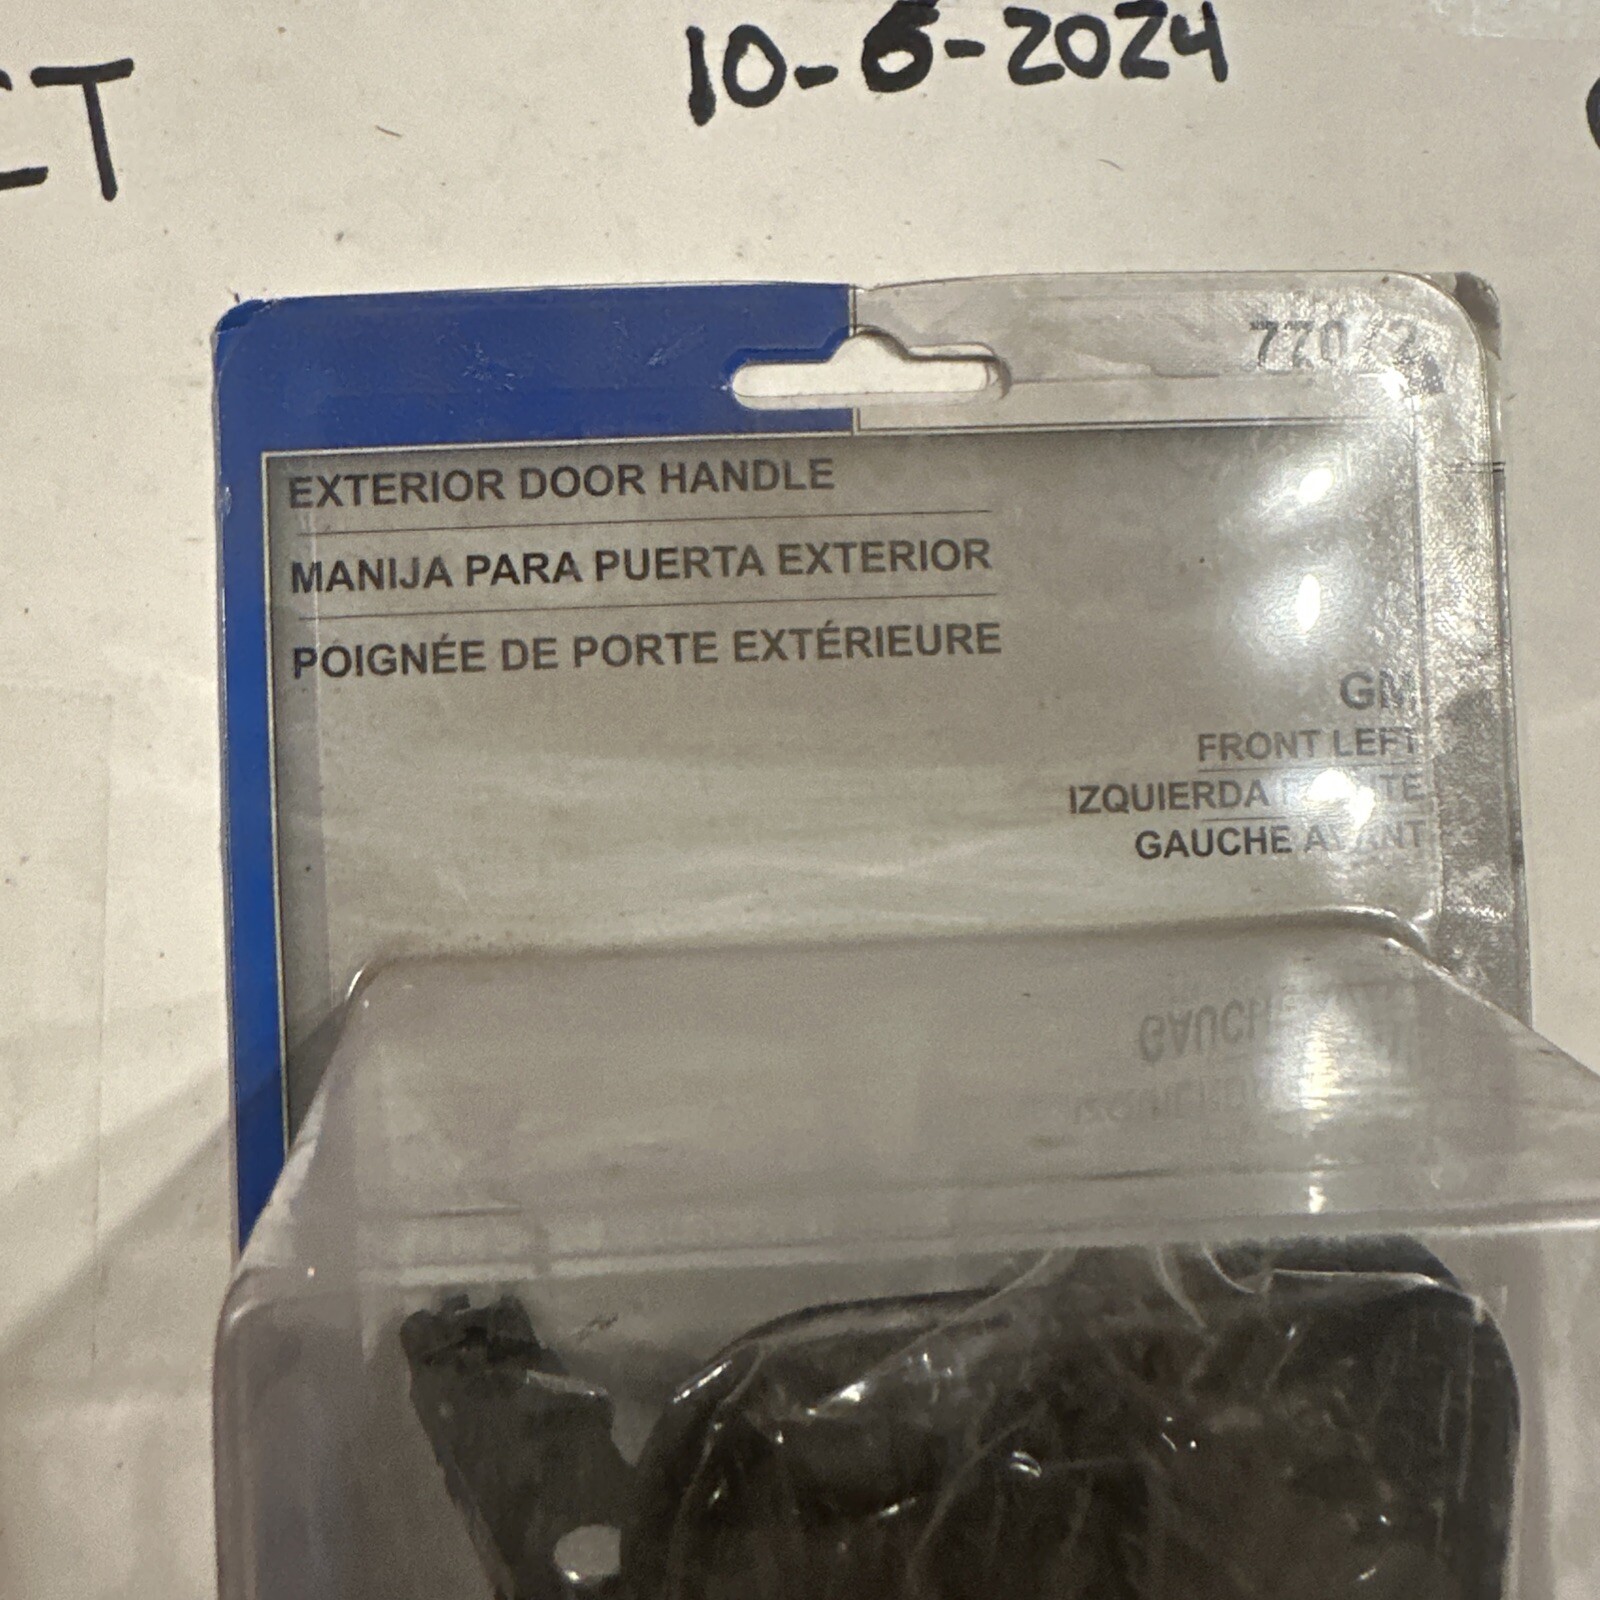 10-6-2024
EXTERIOR DOOR HANDLE
MANIJA PARA PUERTA EXTERIOR
POIGNÉE DE PORTE EXTÉRIEURE
GM
FRONT LEFT
IZQUIERDA
GAUCHE AVANT